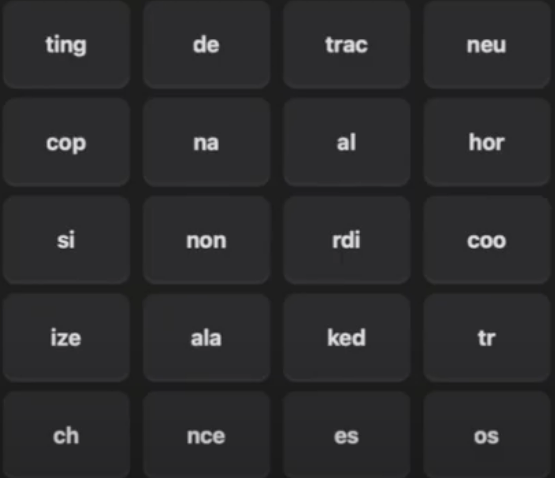 ting de trac neu
cop na al hor
si non rdi coo
ize ala ked tr
ch nce es os